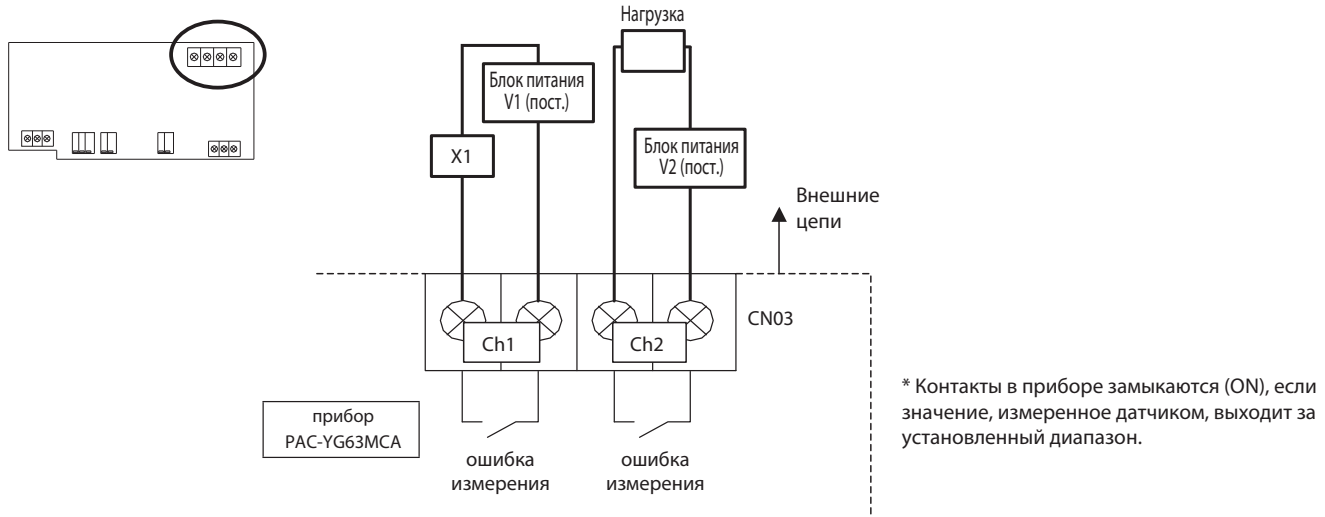 Нагрузка
Блок питания
V1 (пост.)
X1
Блок питания
V2 (пост.)
Внешние
цепи
CN03
Ch1
Ch2
прибор
PAC-YG63MCA
ошибка
измерения
ошибка
измерения
* Контакты в приборе замыкаются (ON), если
значение, измеренное датчиком, выходит за
установленный диапазон.